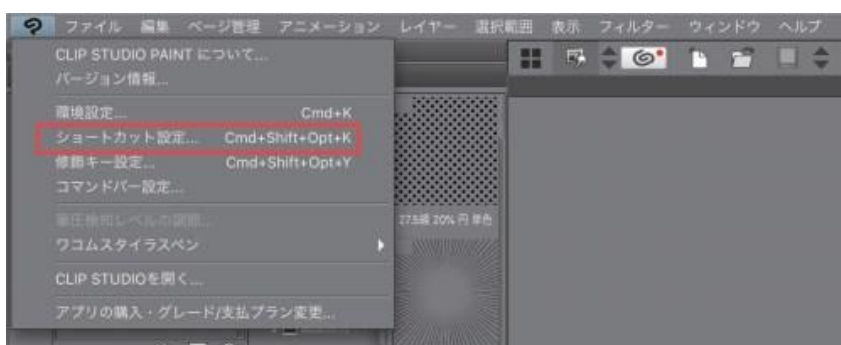 ファイル 編集 ページ管理 アニメーション レイヤー 選択範囲 表示 フィルター ウィンドウ ヘルプ
CLIP STUDIO PAINT について...
バージョン情報...
環境設定... Cmd+K
ショートカット設定... Cmd+Shift+Opt+K
修飾キー設定... Cmd+Shift+Opt+Y
コマンドバー設定...
筆圧検知レベルの調節...
ワコムスタイラスペン
27.5線 20% 円 単色
CLIP STUDIOを開く...
アプリの購入・グレード/支払プラン変更...